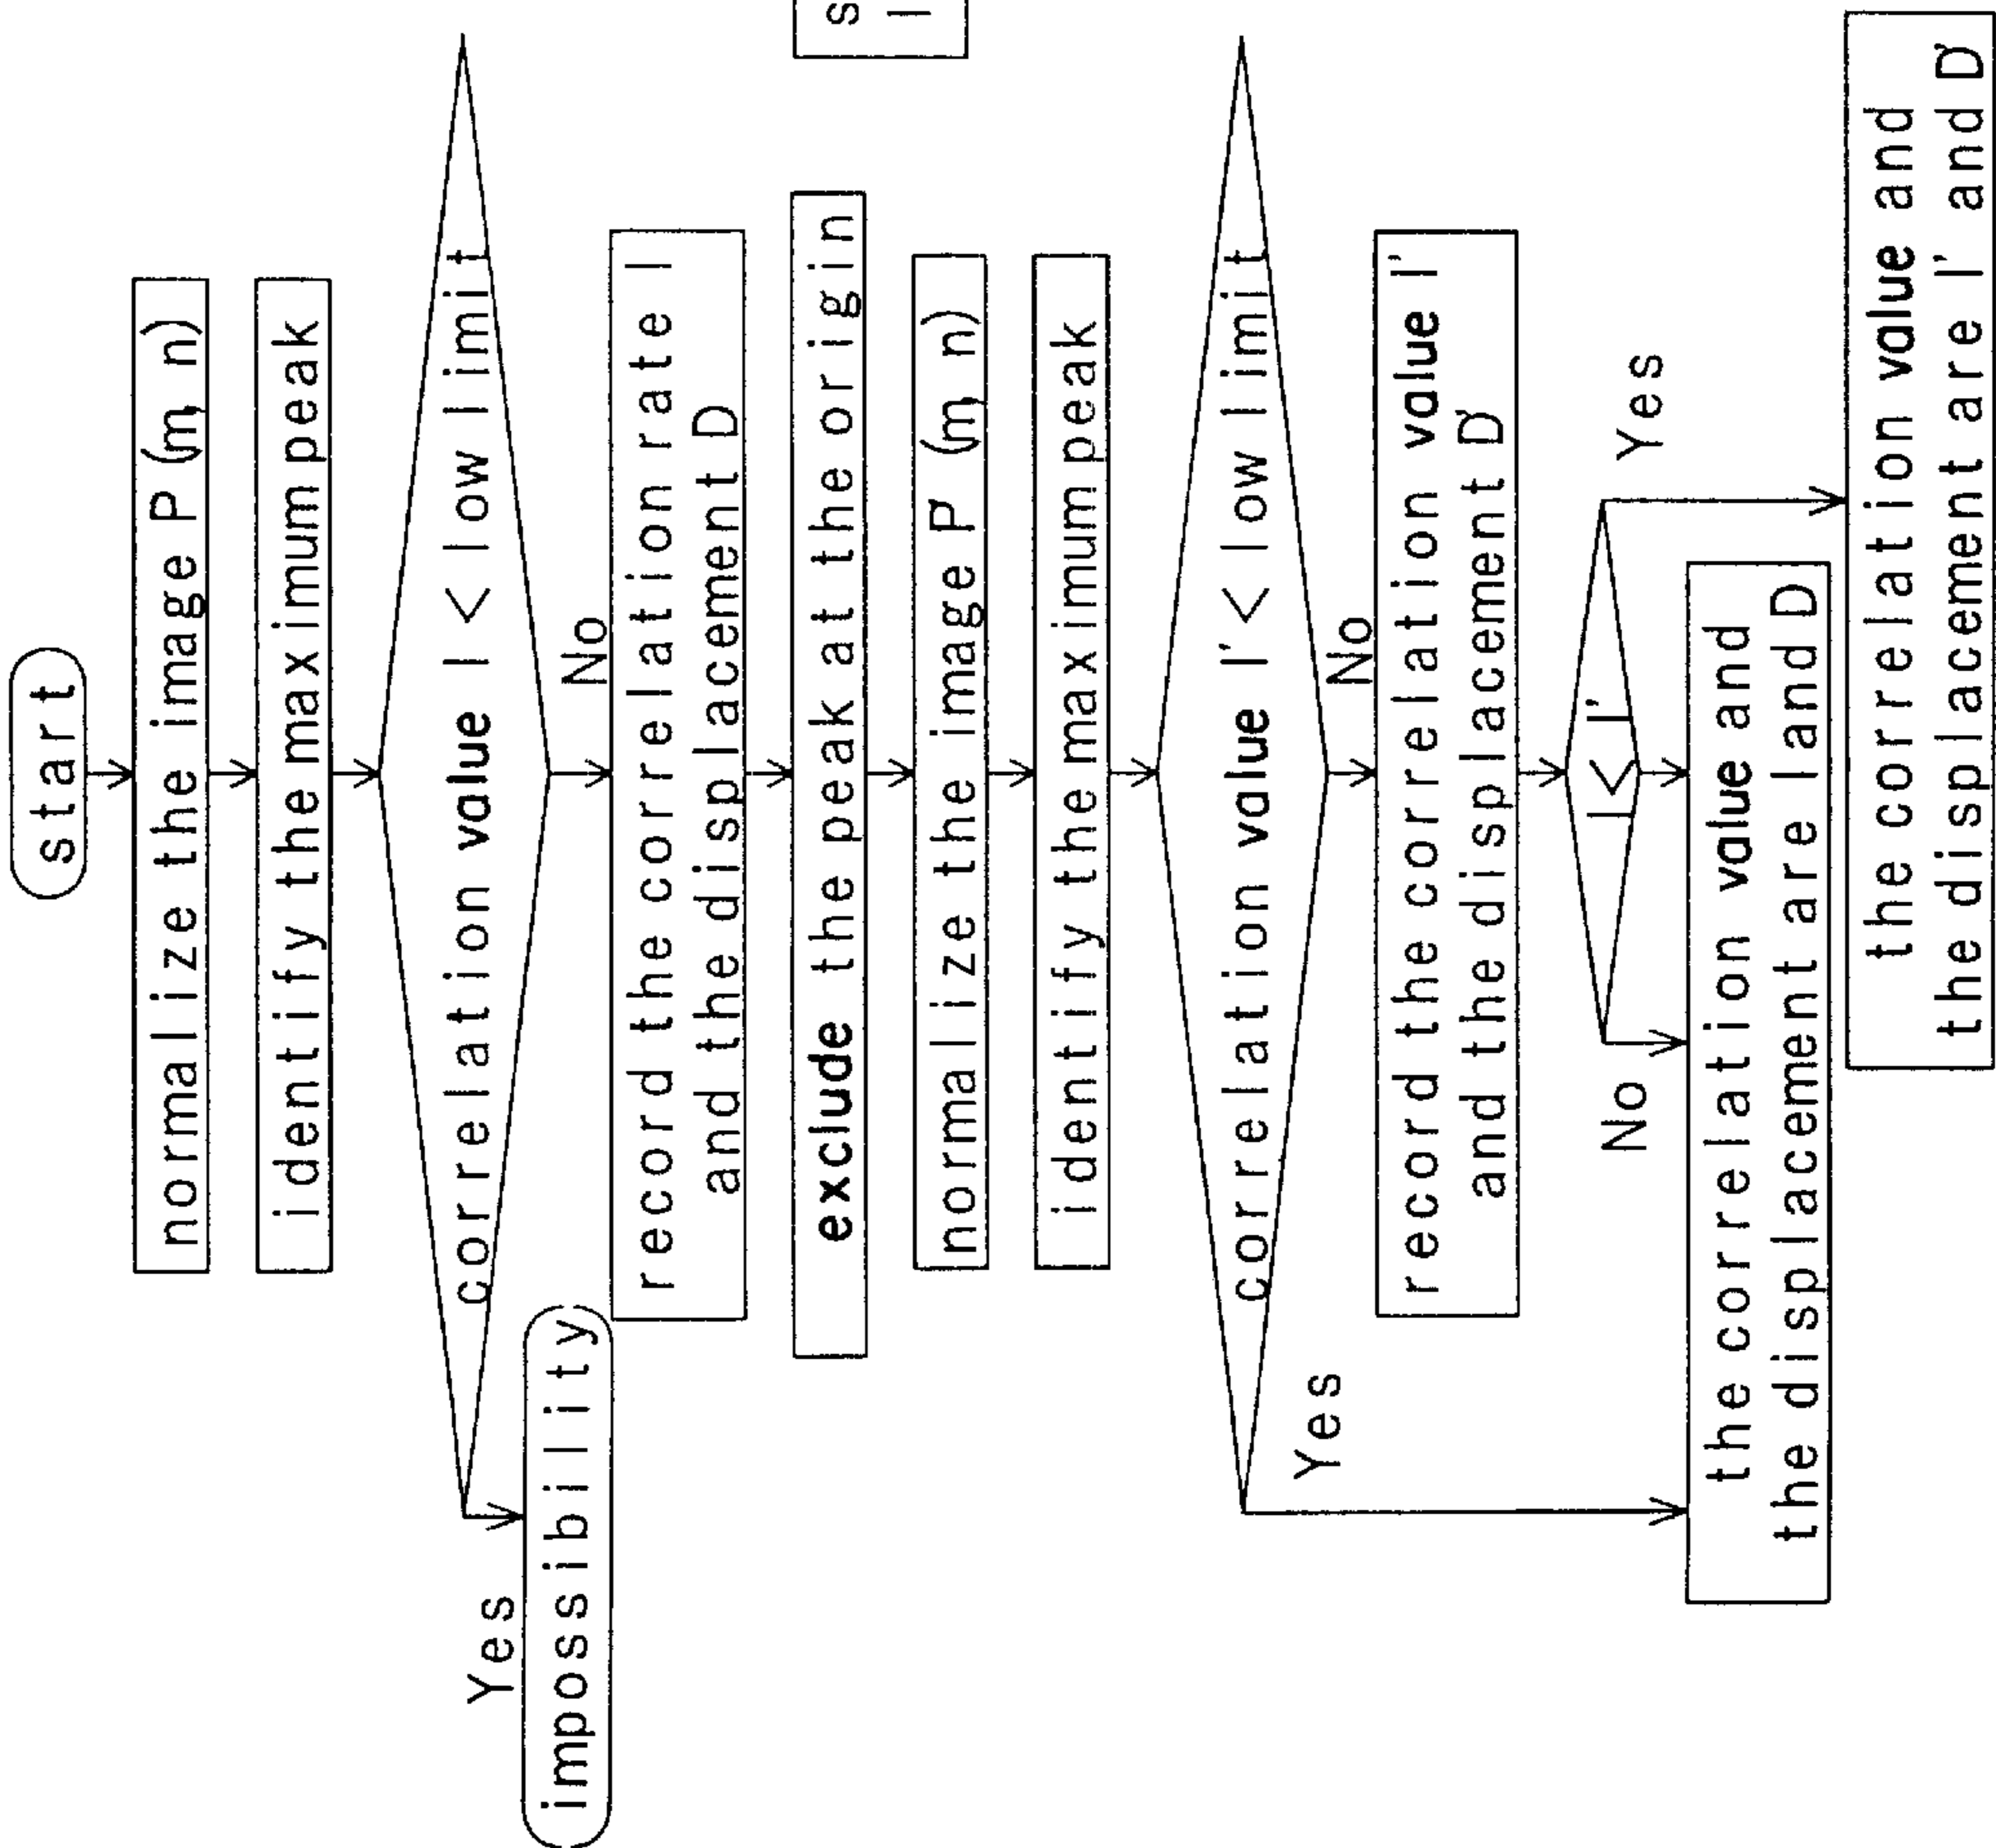 start
normalize the image P (m, n)
identify the maximum peak
correlation value I < low limit
Yes
No
impossibility
record the correlation rate I
and the displacement D
exclude the peak at the origin
s
l
normalize the image P' (m, n)
identify the maximum peak
correlation value I' < low limit
Yes
No
record the correlation value I'
and the displacement D'
I<I'
No
Yes
the correlation value and
the displacement are I and D
the correlation value and
the displacement are I' and D'